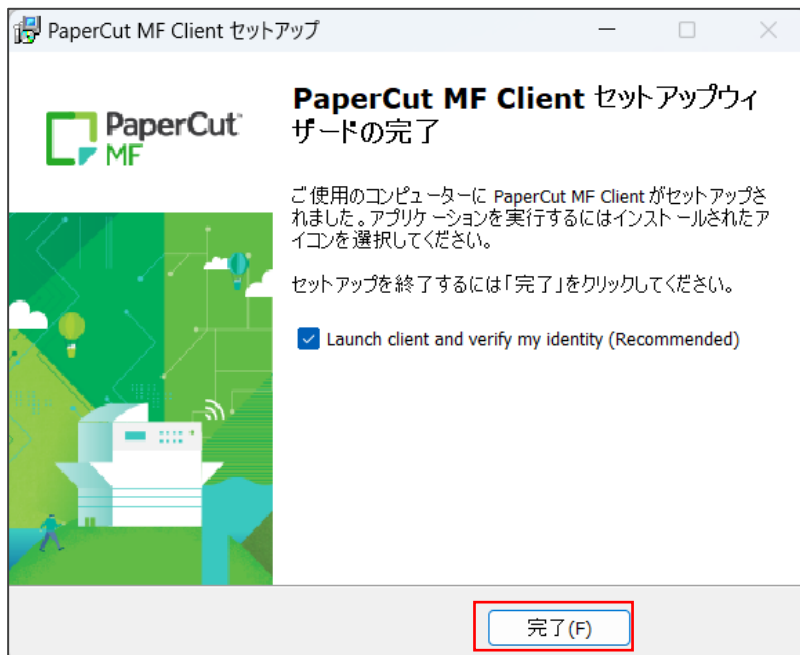 PaperCut MF Client セットアップ
PaperCut™
MF
PaperCut MF Client セットアップウィ
ザードの完了
ご使用のコンピューターに PaperCut MF Client がセットアップさ
れました。アプリケーションを実行するにはインストールされたア
イコンを選択してください。
セットアップを終了するには「完了」をクリックしてください。
Launch client and verify my identity (Recommended)
完了(F)